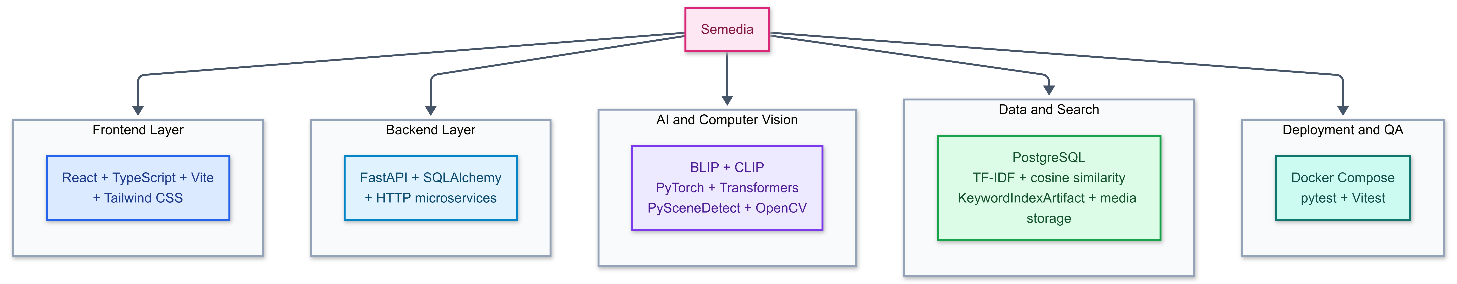 Semedia
Frontend Layer
React + TypeScript + Vite
+ Tailwind CSS
Backend Layer
FastAPI + SQLAlchemy
+ HTTP microservices
AI and Computer Vision
BLIP + CLIP
PyTorch + Transformers
PySceneDetect + OpenCV
Data and Search
PostgreSQL
TF-IDF + cosine similarity
KeywordIndexArtifact + media
storage
Deployment and QA
Docker Compose
pytest + Vitest